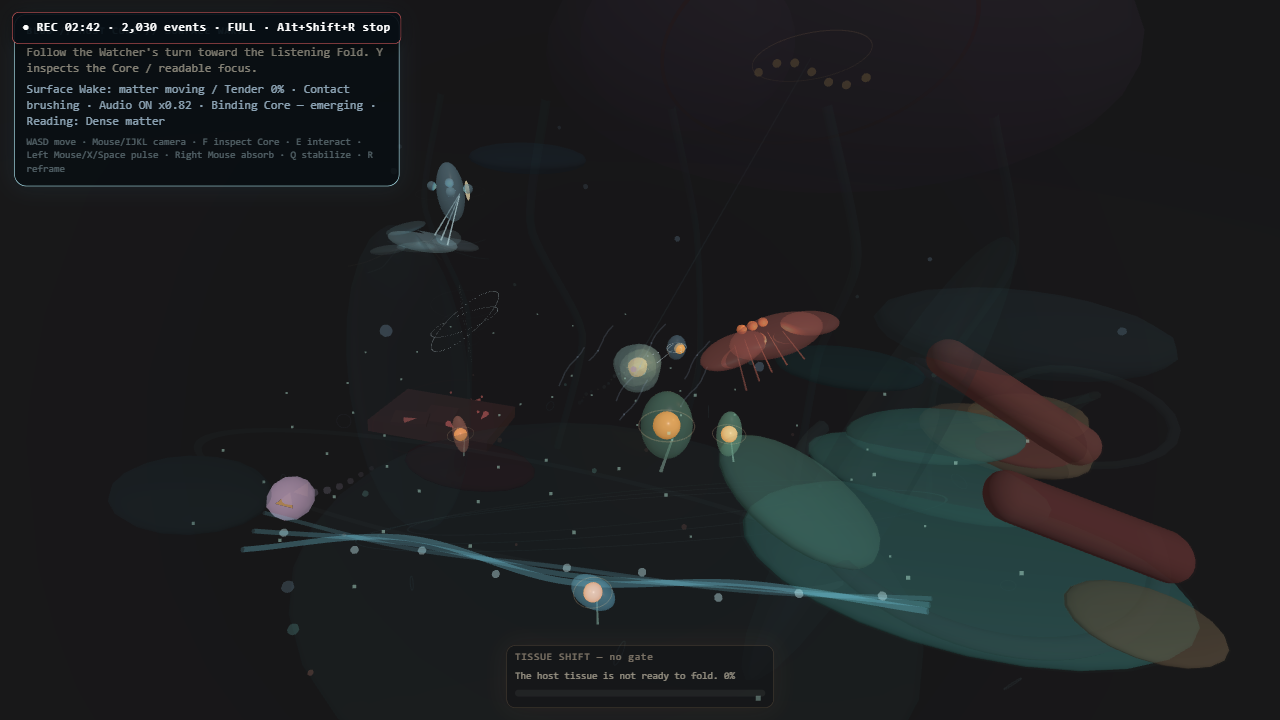 ● REC 02:42 · 2,030 events · FULL · Alt+Shift+R stop
Follow the Watcher's turn toward the Listening Fold. Y
inspects the Core / readable focus.
Surface Wake: matter moving / Tender 0% · Contact
brushing · Audio ON x0.82 · Binding Core — emerging ·
Reading: Dense matter
WASD move · Mouse/IJKL camera · F inspect Core · E interact ·
Left Mouse/X/Space pulse · Right Mouse absorb · Q stabilize · R
reframe
TISSUE SHIFT — no gate
The host tissue is not ready to fold. 0%